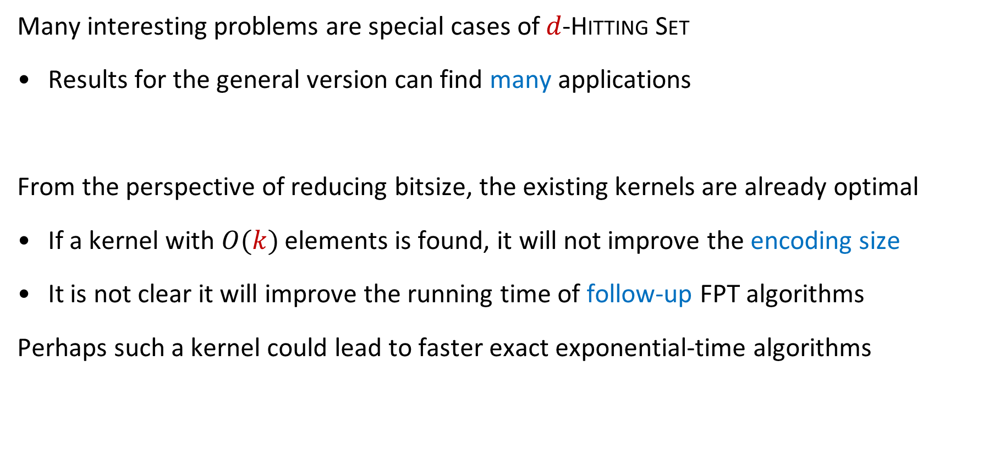 Many interesting problems are special cases of d-HITTING SET
• Results for the general version can find many applications
From the perspective of reducing bitsize, the existing kernels are already optimal
• If a kernel with O(k) elements is found, it will not improve the encoding size
• It is not clear it will improve the running time of follow-up FPT algorithms
Perhaps such a kernel could lead to faster exact exponential-time algorithms